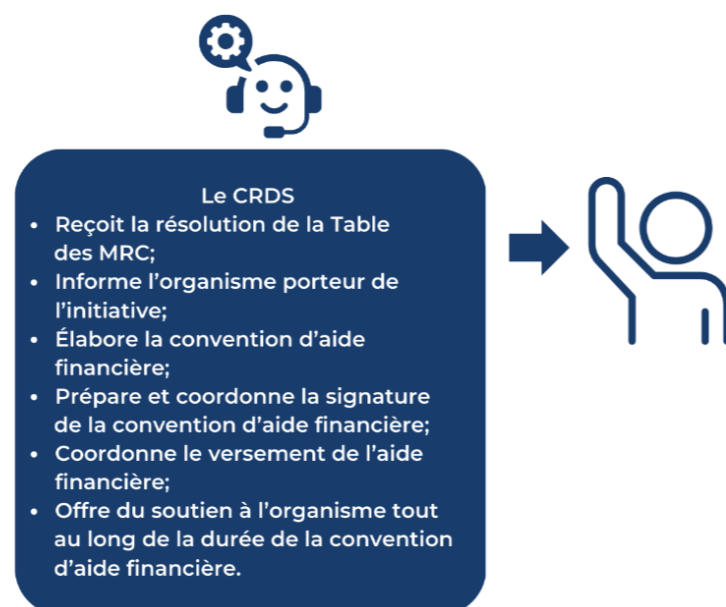 Le CRDS
• Reçoit la résolution de la Table
des MRC;
• Informe l'organisme porteur de
l'initiative;
• Élabore la convention d'aide
financière;
• Prépare et coordonne la signature
de la convention d'aide financière;
• Coordonne le versement de l'aide
financière;
• Offre du soutien à l'organisme tout
au long de la durée de la convention
d'aide financière.